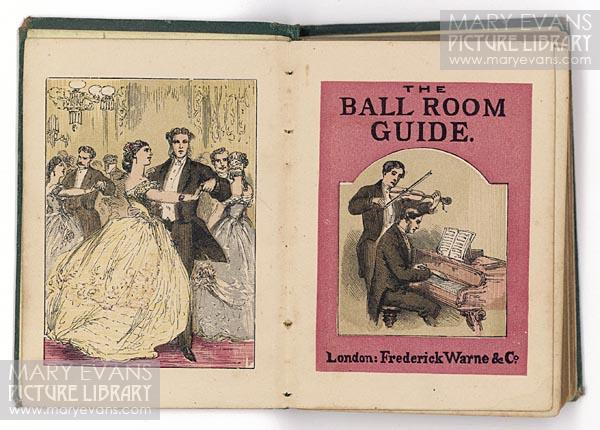 MARY EVANS
PICTURE LIBRARY
www.maryevans.com
THE
BALL ROOM
GUIDE.
London: Frederick Warne & Co.
MARY EVANS
PICTURE LIBRARY
www.maryevans.com